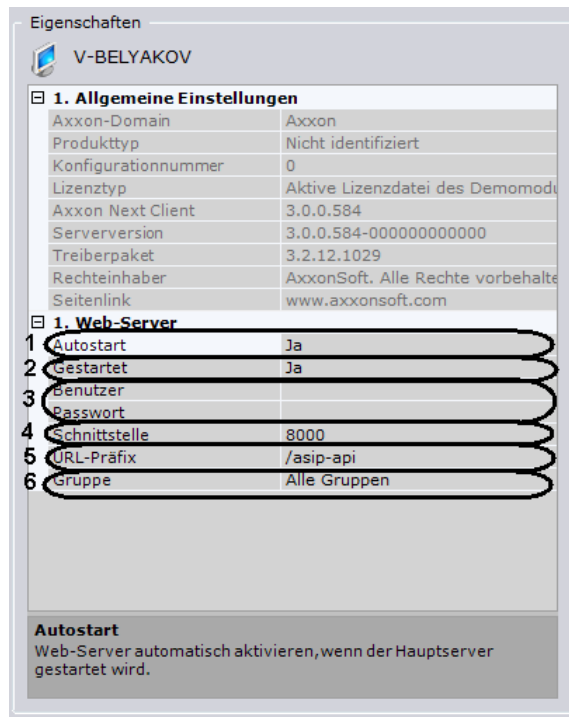 Eigenschaften
V-BELYAKOV
1. Allgemeine Einstellungen
Axxon-Domain Axxon
Produkttyp Nicht identifiziert
Konfigurationnummer 0
Lizenztyp Aktive Lizenzdatei des Demomodu
Axxon Next Client 3.0.0.584
Serverversion 3.0.0.584-000000000000
Treiberpaket 3.2.12.1029
Rechteinhaber AxxonSoft. Alle Rechte vorbehalte
Seitenlink www.axxonsoft.com
1. Web-Server
1 Autostart Ja
2 Gestartet Ja
3 Benutzer
Passwort
4 Schnittstelle 8000
5 URL-Präfix /asip-api
6 Gruppe Alle Gruppen
Autostart
Web-Server automatisch aktivieren,wenn der Hauptserver
gestartet wird.